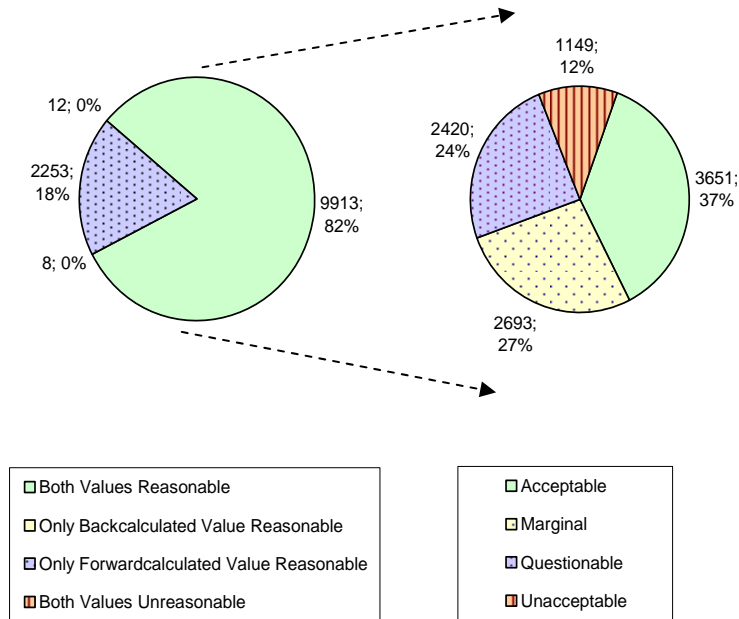 1149;
12%
12; 0%
2420;
24%
2253;
18%
3651;
37%
9913;
82%
8; 0%
2693;
27%
Both Values Reasonable
Only Backcalculated Value Reasonable
Only Forwardcalculated Value Reasonable
Both Values Unreasonable
Acceptable
Marginal
Questionable
Unacceptable